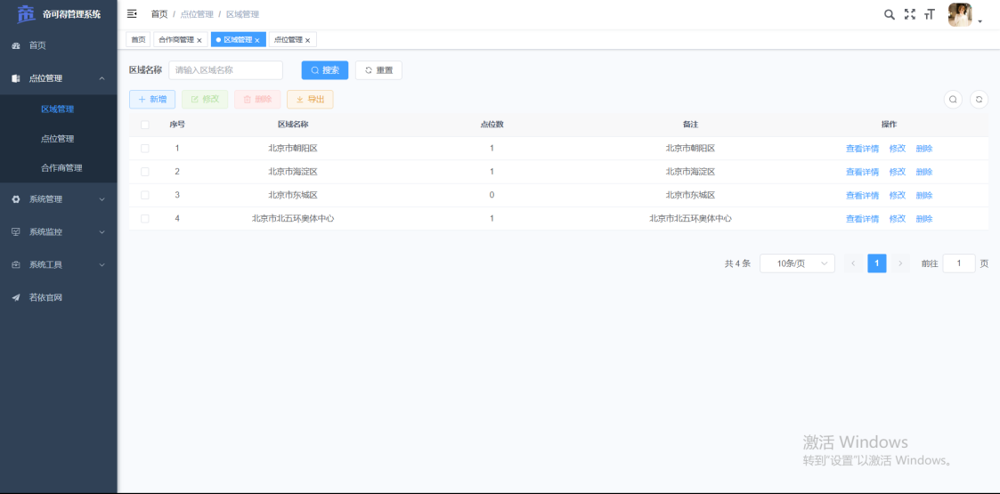 帝可得管理系统
首页
点位管理
区域管理
点位管理
合作商管理
系统管理
系统监控
系统工具
若依官网
首页 / 点位管理 / 区域管理
首页 合作商管理 × 区域管理 × 点位管理 ×
区域名称 请输入区域名称 搜索 重置
新增 修改 删除 导出
序号 区域名称 点位数 备注 操作
1 北京市朝阳区 1 北京市朝阳区 查看详情 修改 删除
2 北京市海淀区 1 北京市海淀区 查看详情 修改 删除
3 北京市东城区 0 北京市东城区 查看详情 修改 删除
4 北京市北五环奥体中心 1 北京市北五环奥体中心 查看详情 修改 删除
共 4 条 10条/页 1 前往 1 页
激活 Windows
转到“设置”以激活 Windows。